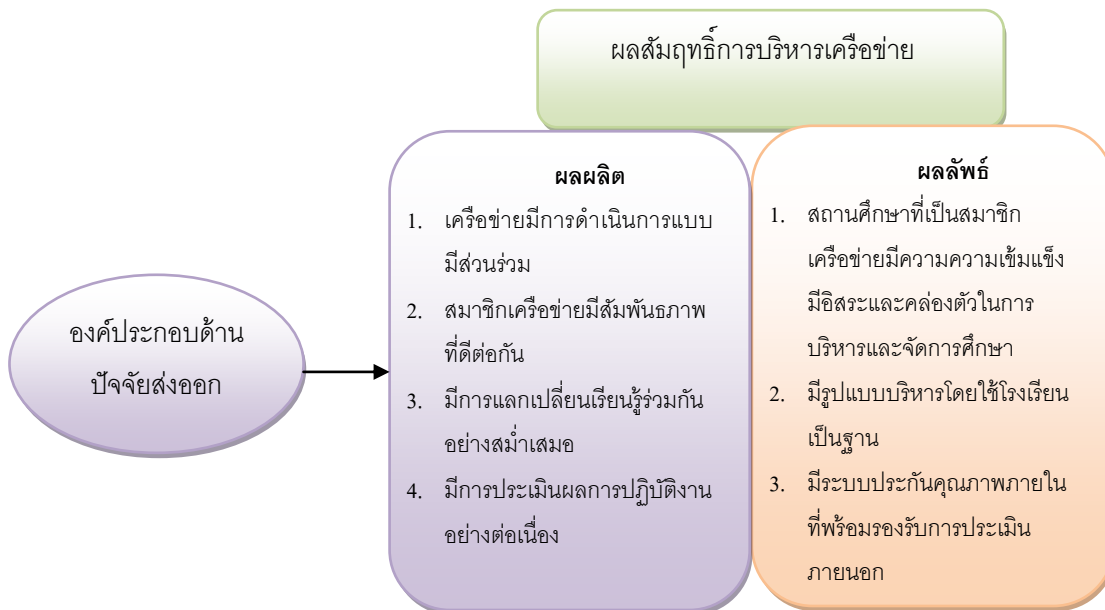 ผลสัมฤทธิ์การบริหารเครือข่าย
องค์ประกอบด้าน
ปัจจัยส่งออก
ผลผลิต
1. เครือข่ายมีการดำเนินการแบบ
มีส่วนร่วม
2. สมาชิกเครือข่ายมีสัมพันธภาพ
ที่ดีต่อกัน
3. มีการแลกเปลี่ยนเรียนรู้ร่วมกัน
อย่างสม่ำเสมอ
4. มีการประเมินผลการปฏิบัติงาน
อย่างต่อเนื่อง
ผลลัพธ์
1. สถานศึกษาที่เป็นสมาชิก
เครือข่ายมีความความเข้มแข็ง
มีอิสระและคล่องตัวในการ
บริหารและจัดการศึกษา
2. มีรูปแบบบริหารโดยใช้โรงเรียน
เป็นฐาน
3. มีระบบประกันคุณภาพภายใน
ที่พร้อมรองรับการประเมิน
ภายนอก